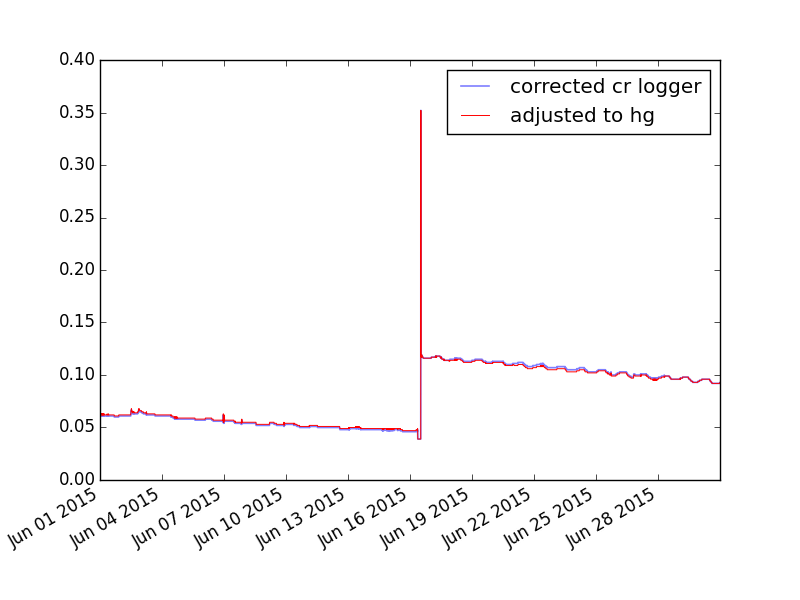 corrected cr logger
adjusted to hg
0.40
0.35
0.30
0.25
0.20
0.15
0.10
0.05
0.00
Jun 01 2015
Jun 04 2015
Jun 07 2015
Jun 10 2015
Jun 13 2015
Jun 16 2015
Jun 19 2015
Jun 22 2015
Jun 25 2015
Jun 28 2015